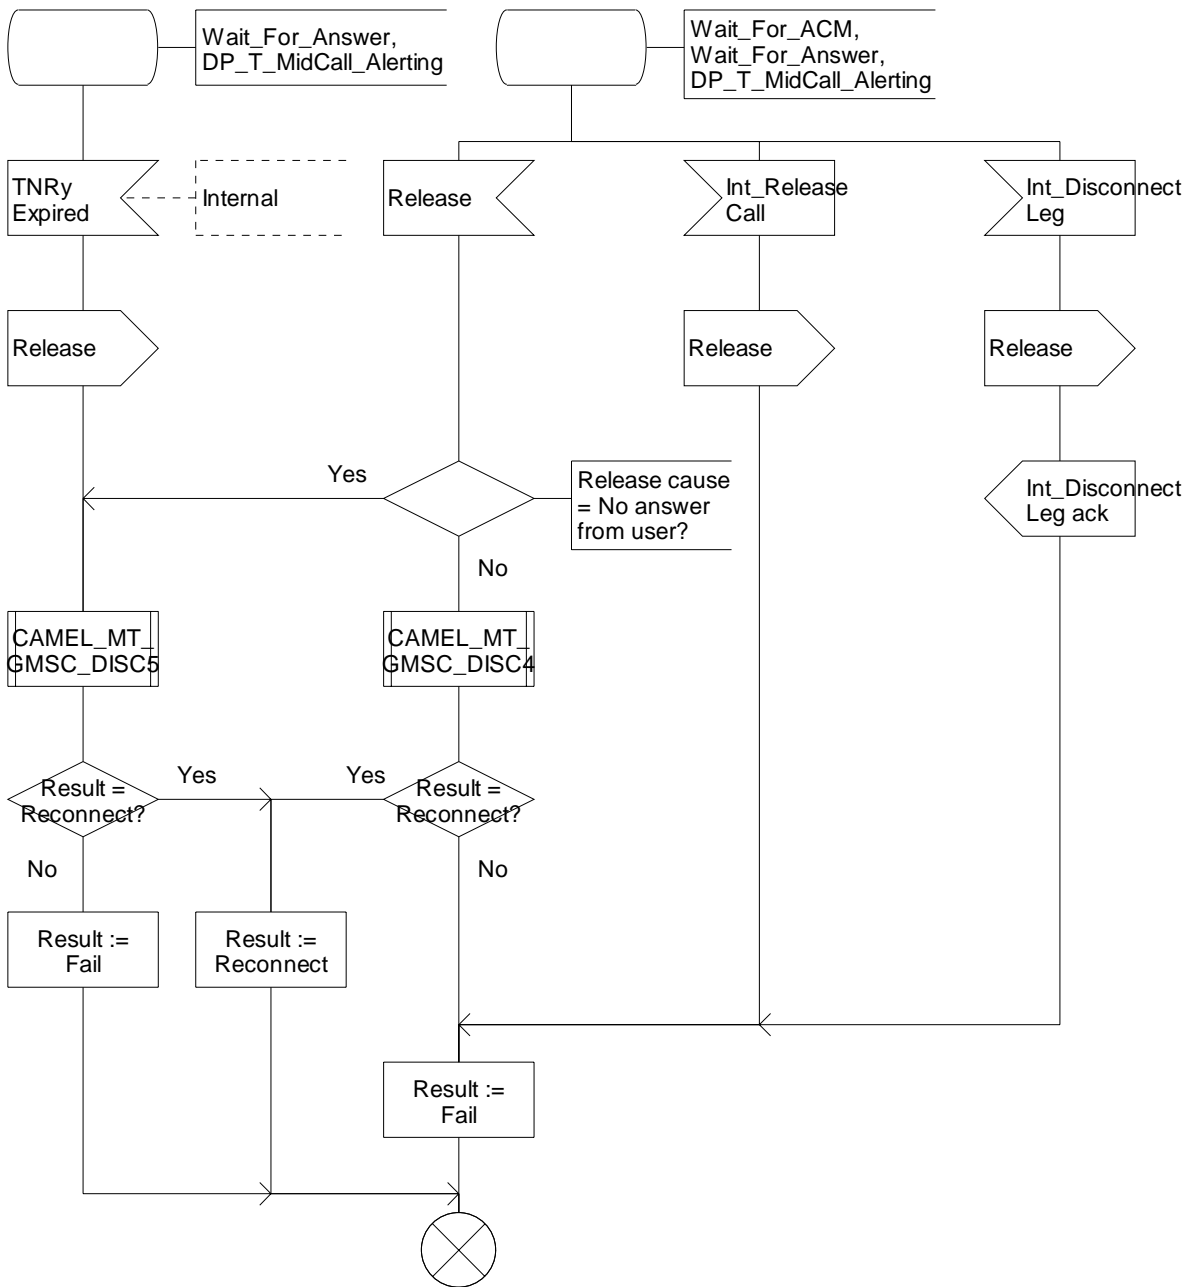 Wait_For_Answer,
DP_T_MidCall_Alerting
Wait_For_ACM,
Wait_For_Answer,
DP_T_MidCall_Alerting
TNRy
Expired
Internal
Release
Int_Release
Call
Int_Disconnect
Leg
Release
Release
Release
Yes
Release cause
= No answer
from user?
Int_Disconnect
Leg ack
No
CAMEL_MT_
GMSC_DISC5
CAMEL_MT_
GMSC_DISC4
Result =
Reconnect?
Yes
Yes
Result =
Reconnect?
No
No
Result :=
Fail
Result :=
Reconnect
Result :=
Fail